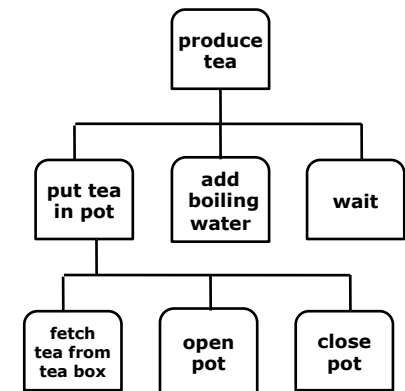 produce
tea
put tea
in pot
add
boiling
water
wait
fetch
tea from
tea box
open
pot
close
pot